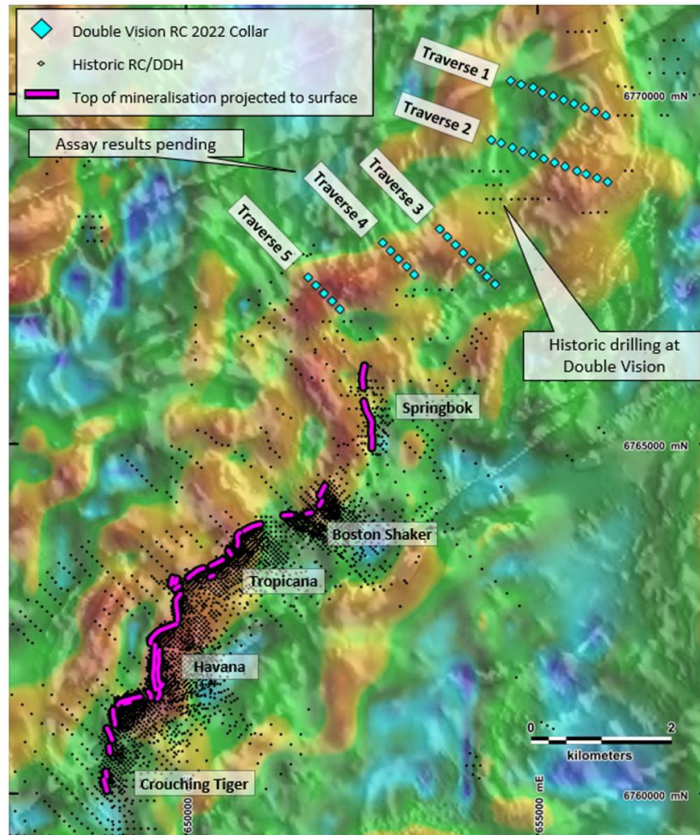 Double Vision RC 2022 Collar
Historic RC/DDH
Top of mineralisation projected to surface
Assay results pending
Traverse 1
6770000 mN
Traverse 2
Traverse 3
Traverse 4
Traverse 5
Historic drilling at
Double Vision
Springbok
6765000 mN
Boston Shaker
Tropicana
Havana
0
2
kilometers
Crouching Tiger
650000
655000 mE
6760000 mN